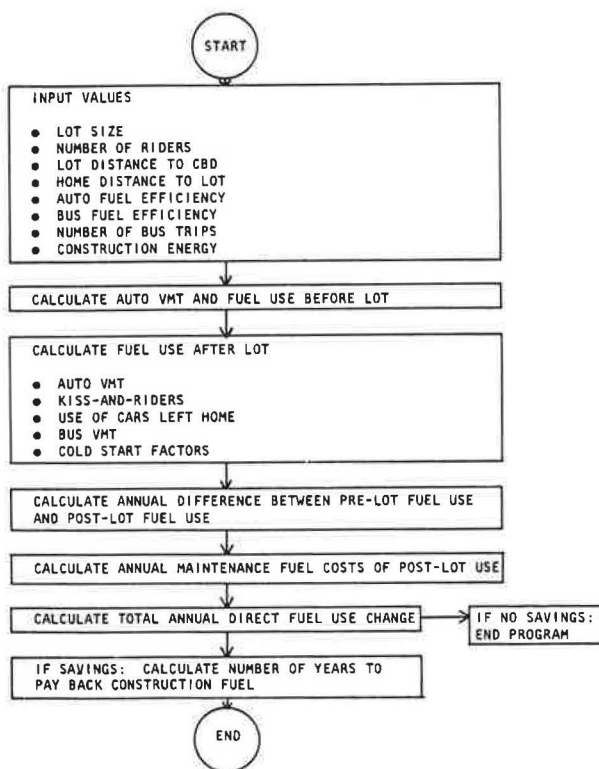 START
INPUT VALUES
● LOT SIZE
● NUMBER OF RIDERS
● LOT DISTANCE TO CBD
● HOME DISTANCE TO LOT
● AUTO FUEL EFFICIENCY
● BUS FUEL EFFICIENCY
● NUMBER OF BUS TRIPS
● CONSTRUCTION ENERGY
CALCULATE AUTO VMT AND FUEL USE BEFORE LOT
CALCULATE FUEL USE AFTER LOT
● AUTO VMT
● KISS-AND-RIDERS
● USE OF CARS LEFT HOME
● BUS VMT
● COLD START FACTORS
CALCULATE ANNUAL DIFFERENCE BETWEEN PRE-LOT FUEL USE
AND POST-LOT FUEL USE
CALCULATE ANNUAL MAINTENANCE FUEL COSTS OF POST-LOT USE
CALCULATE TOTAL ANNUAL DIRECT FUEL USE CHANGE
IF NO SAVINGS:
END PROGRAM
IF SAVINGS: CALCULATE NUMBER OF YEARS TO
PAY BACK CONSTRUCTION FUEL
END